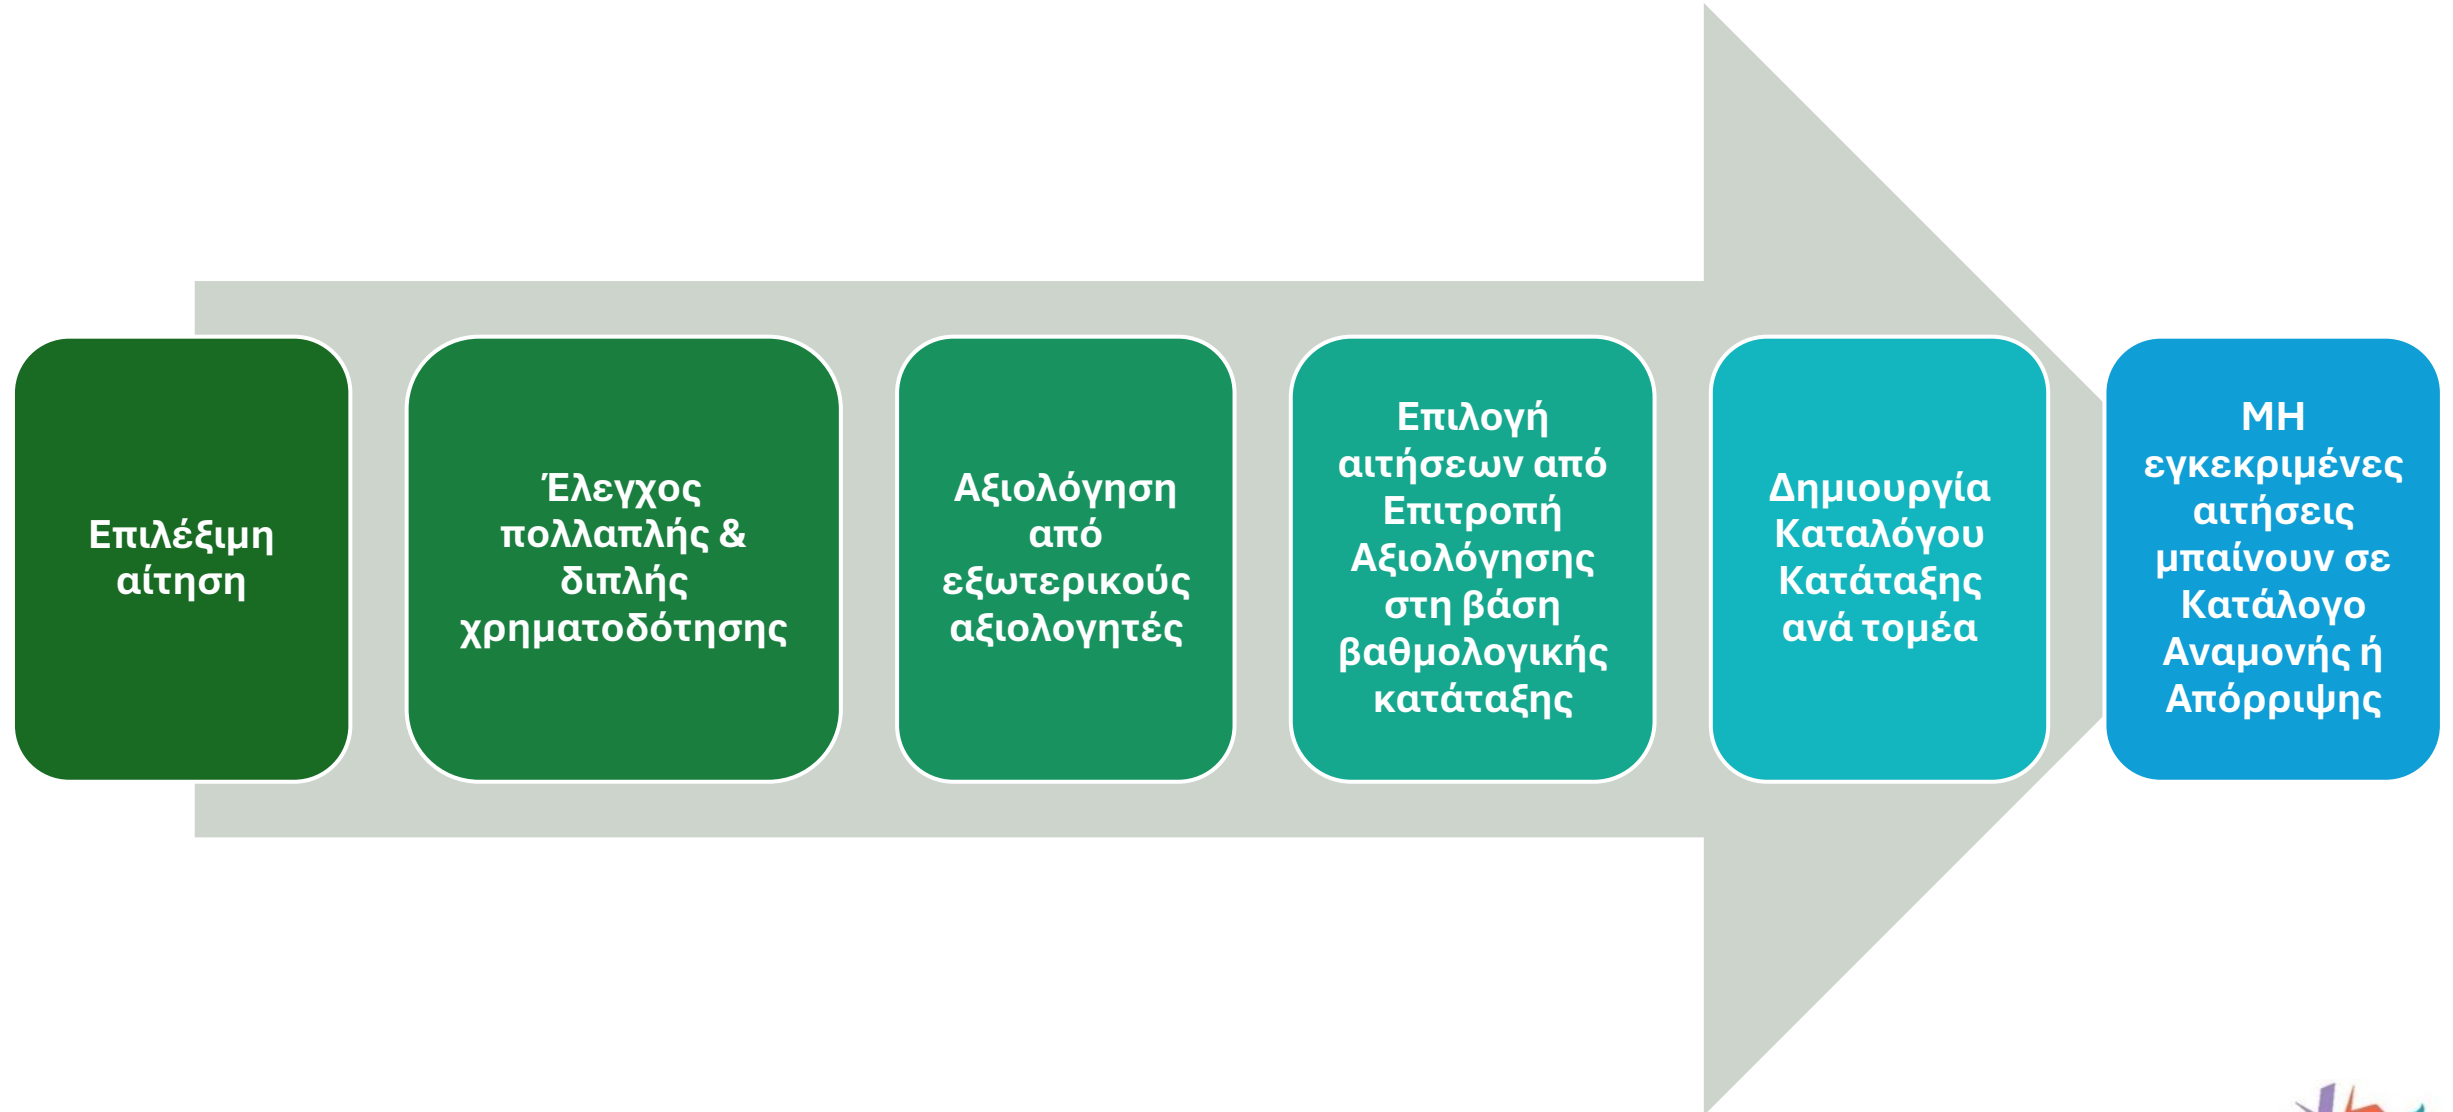 Επιλέξιμη
αίτηση
Έλεγχος
πολλαπλής &
διπλής
χρηματοδότησης
Αξιολόγηση
από
εξωτερικούς
αξιολογητές
Επιλογή
αιτήσεων από
Επιτροπή
Αξιολόγησης
στη βάση
βαθμολογικής
κατάταξης
Δημιουργία
Καταλόγου
Κατάταξης
ανά τομέα
ΜΗ
εγκεκριμένες
αιτήσεις
μπαίνουν σε
Κατάλογο
Αναμονής ή
Απόρριψης